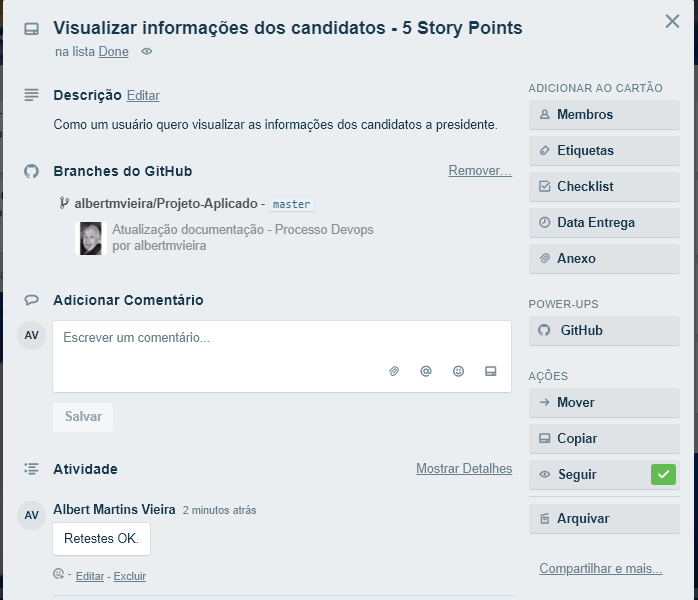 Visualizar informações dos candidatos - 5 Story Points
na lista Done
Descrição Editar
Como um usuário quero visualizar as informações dos candidatos a presidente.
Branches do GitHub Remover…
albertmvieira/Projeto-Aplicado - master
Atualização documentação - Processo Devops
por albertmvieira
Adicionar Comentário
AV
Escrever um comentário...
Salvar
Atividade Mostrar Detalhes
AV
Albert Martins Vieira 2 minutos atrás
Retestes OK.
- Editar - Excluir
ADICIONAR AO CARTÃO
Membros
Etiquetas
Checklist
Data Entrega
Anexo
POWER-UPS
GitHub
AÇÕES
Mover
Copiar
Seguir
Arquivar
Compartilhar e mais...